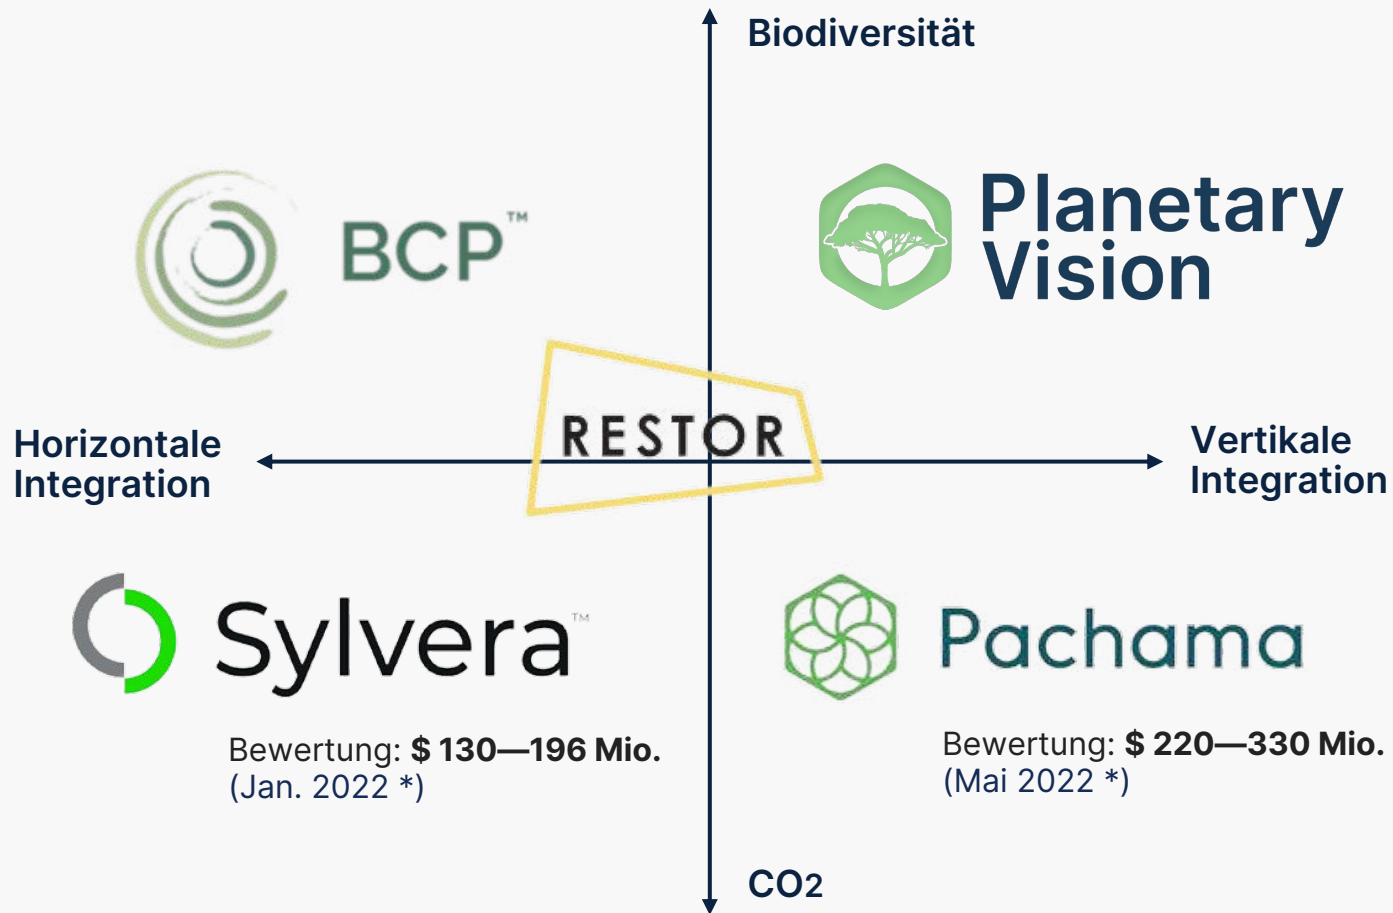 Biodiversität
BCP™
Planetary
Vision
RESTOR
Horizontale
Integration
Vertikale
Integration
Sylvera™
Pachama
Bewertung: $ 130—196 Mio.
(Jan. 2022 *)
Bewertung: $ 220—330 Mio.
(Mai 2022 *)
CO2